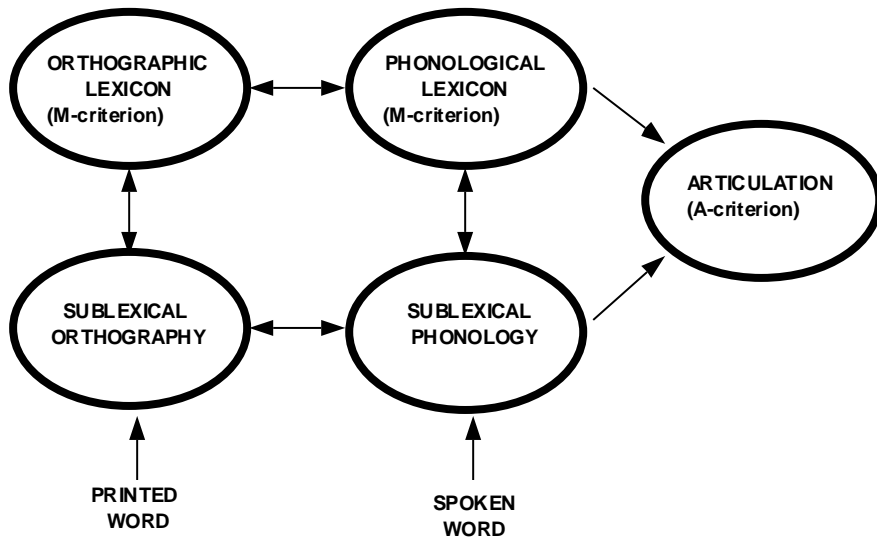 ORTHOGRAPHIC
LEXICON
(M-criterion)
PHONOLOGICAL
LEXICON
(M-criterion)
ARTICULATION
(A-criterion)
SUBLEXICAL
ORTHOGRAPHY
SUBLEXICAL
PHONOLOGY
PRINTED
WORD
SPOKEN
WORD